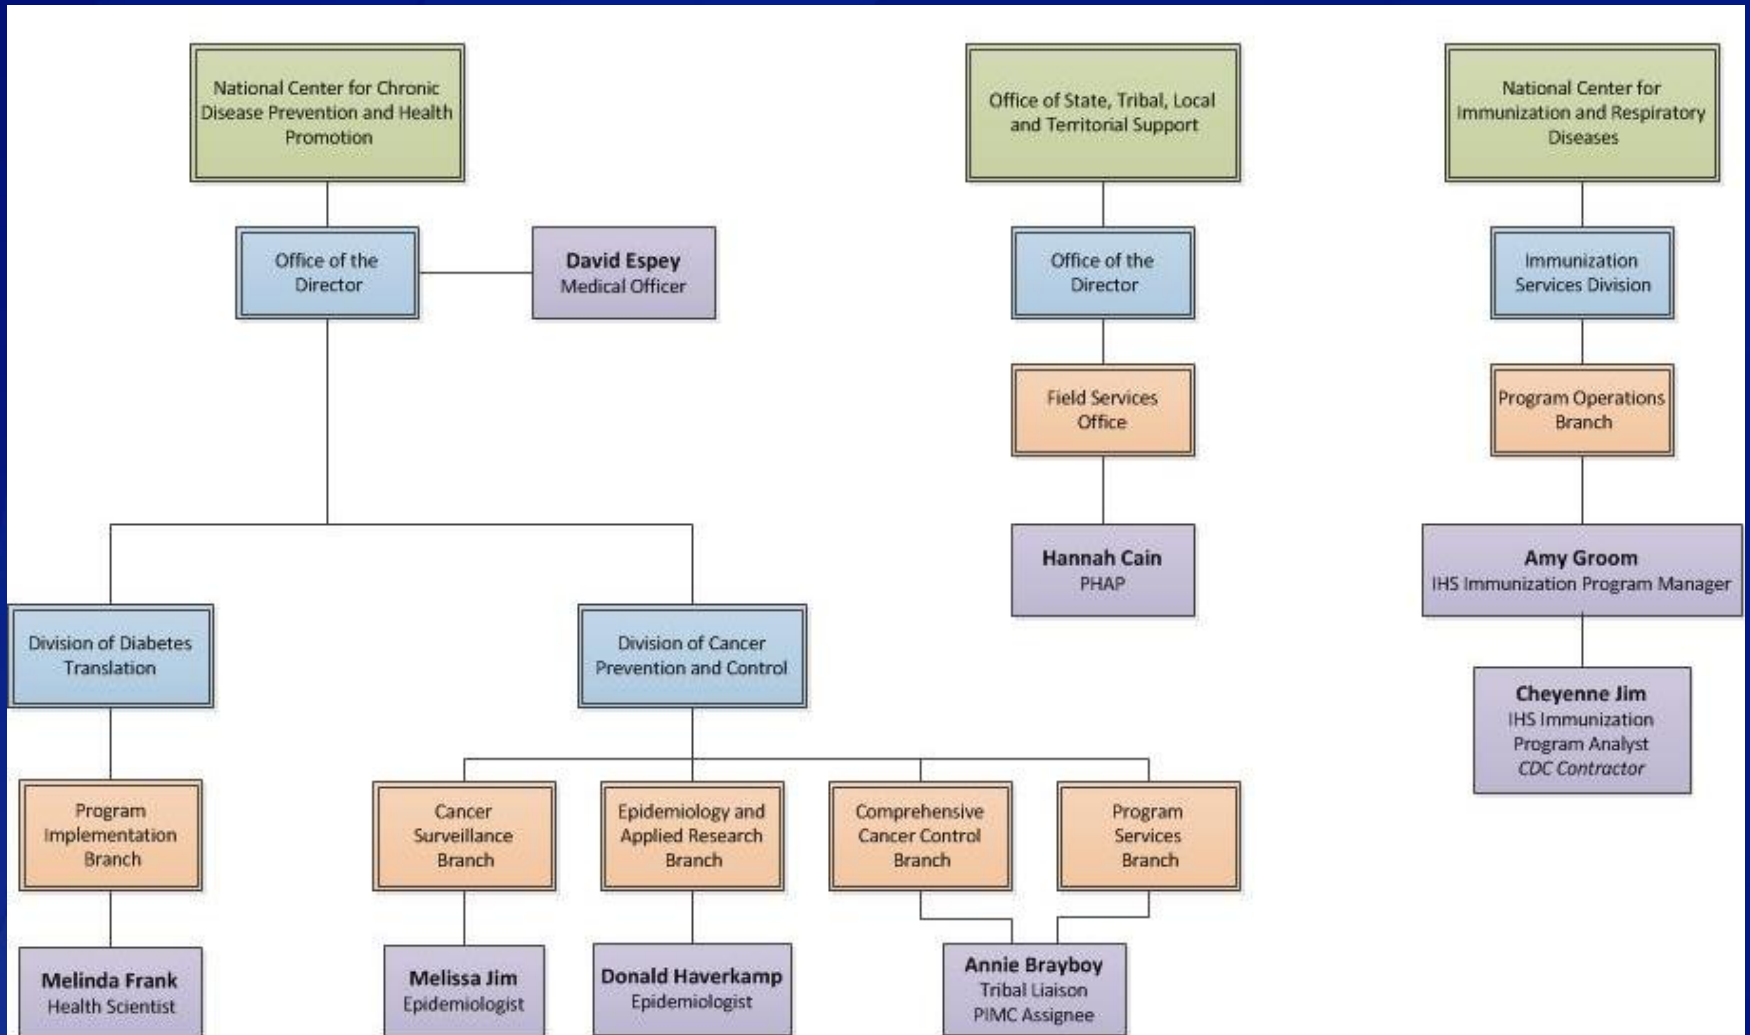 National Center for Chronic
Disease Prevention and Health
Promotion
Office of State, Tribal, Local
and Territorial Support
National Center for
Immunization and Respiratory
Diseases
Office of the
Director
David Espey
Medical Officer
Office of the
Director
Immunization
Services Division
Field Services
Office
Program Operations
Branch
Hannah Cain
PHAP
Amy Groom
IHS Immunization Program Manager
Division of Diabetes
Translation
Division of Cancer
Prevention and Control
Cheyenne Jim
IHS Immunization
Program Analyst
CDC Contractor
Program
Implementation
Branch
Cancer
Surveillance
Branch
Epidemiology and
Applied Research
Branch
Comprehensive
Cancer Control
Branch
Program
Services
Branch
Melinda Frank
Health Scientist
Melissa Jim
Epidemiologist
Donald Haverkamp
Epidemiologist
Annie Brayboy
Tribal Liaison
PIMC Assignee